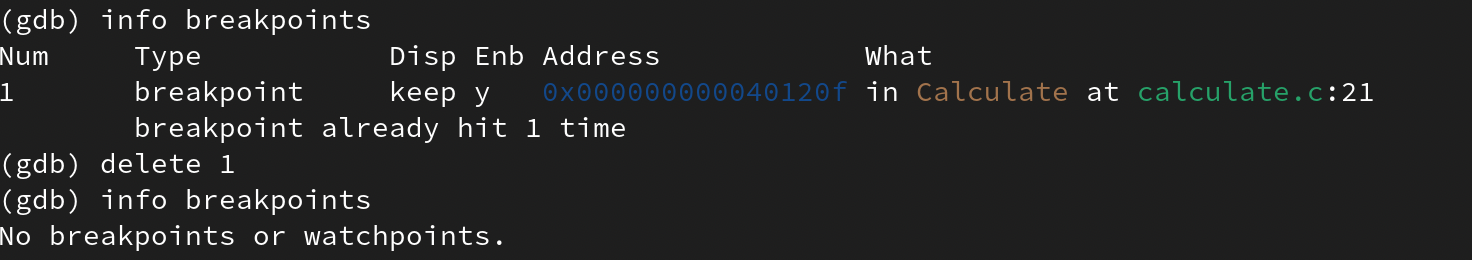 (gdb) info breakpoints
Num     Type           Disp Enb Address            What
1       breakpoint     keep y   0x000000000040120f in Calculate at calculate.c:21
        breakpoint already hit 1 time
(gdb) delete 1
(gdb) info breakpoints
No breakpoints or watchpoints.